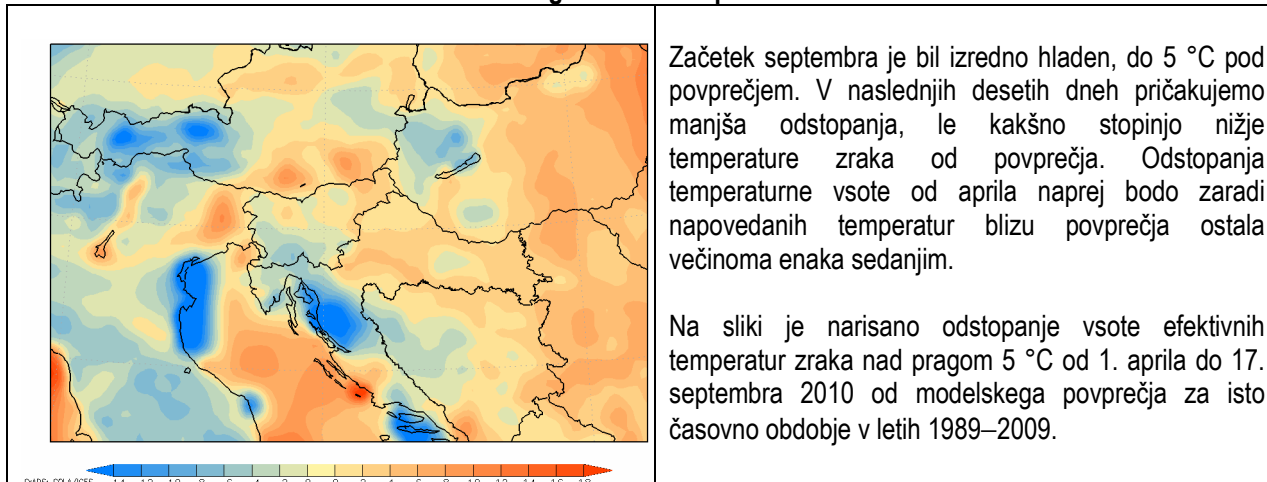 Začetek septembra je bil izredno hladen, do 5 °C pod
povprečjem. V naslednjih desetih dneh pričakujemo
manjša odstopanja, le kakšno stopinjo nižje
temperature zraka od povprečja. Odstopanja
temperaturne vsote od aprila naprej bodo zaradi
napovedanih temperatur blizu povprečja ostala
večinoma enaka sedanjim.
Na sliki je narisano odstopanje vsote efektivnih
temperatur zraka nad pragom 5 °C od 1. aprila do 17.
septembra 2010 od modelskega povprečja za isto
časovno obdobje v letih 1989–2009.